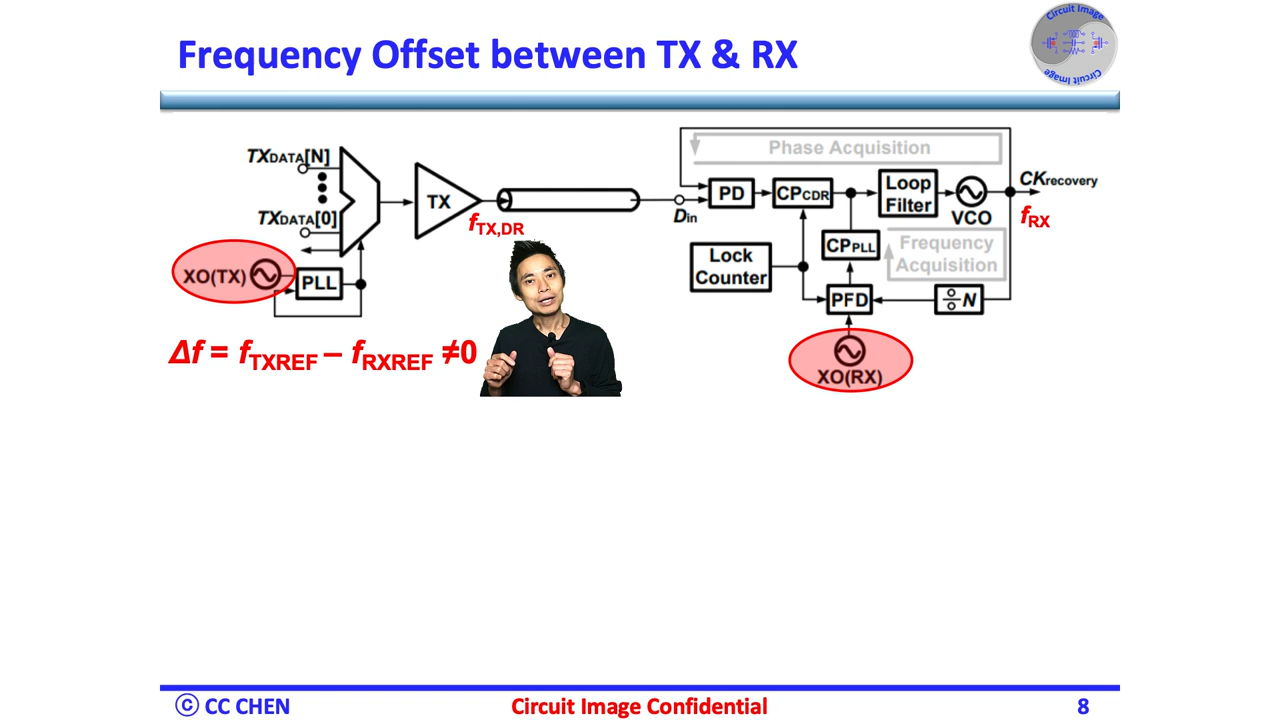 Frequency Offset between TX & RX
Circuit Image
Circuit Image
TXDATA[N]
TXDATA[0]
XO(TX)
PLL
TX
fTX,DR
Δf = fTXREF – fRXREF ≠0
Phase Acquisition
Din
PD
CPCDR
Loop
Filter
VCO
CKrecovery
fRX
Lock
Counter
CPPLL
Frequency
Acquisition
PFD
÷N
XO(RX)
© CC CHEN
Circuit Image Confidential
8